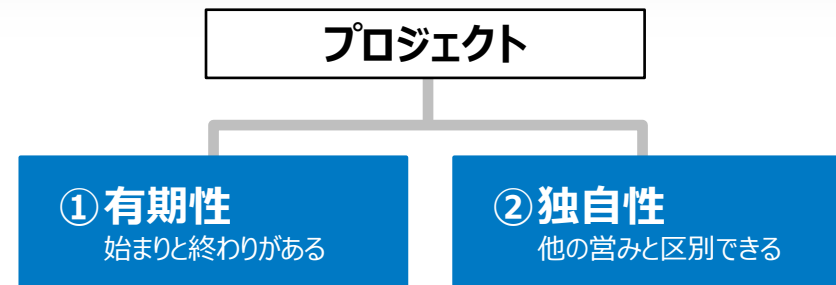 プロジェクト
①有期性
始まりと終わりがある
②独自性
他の営みと区別できる